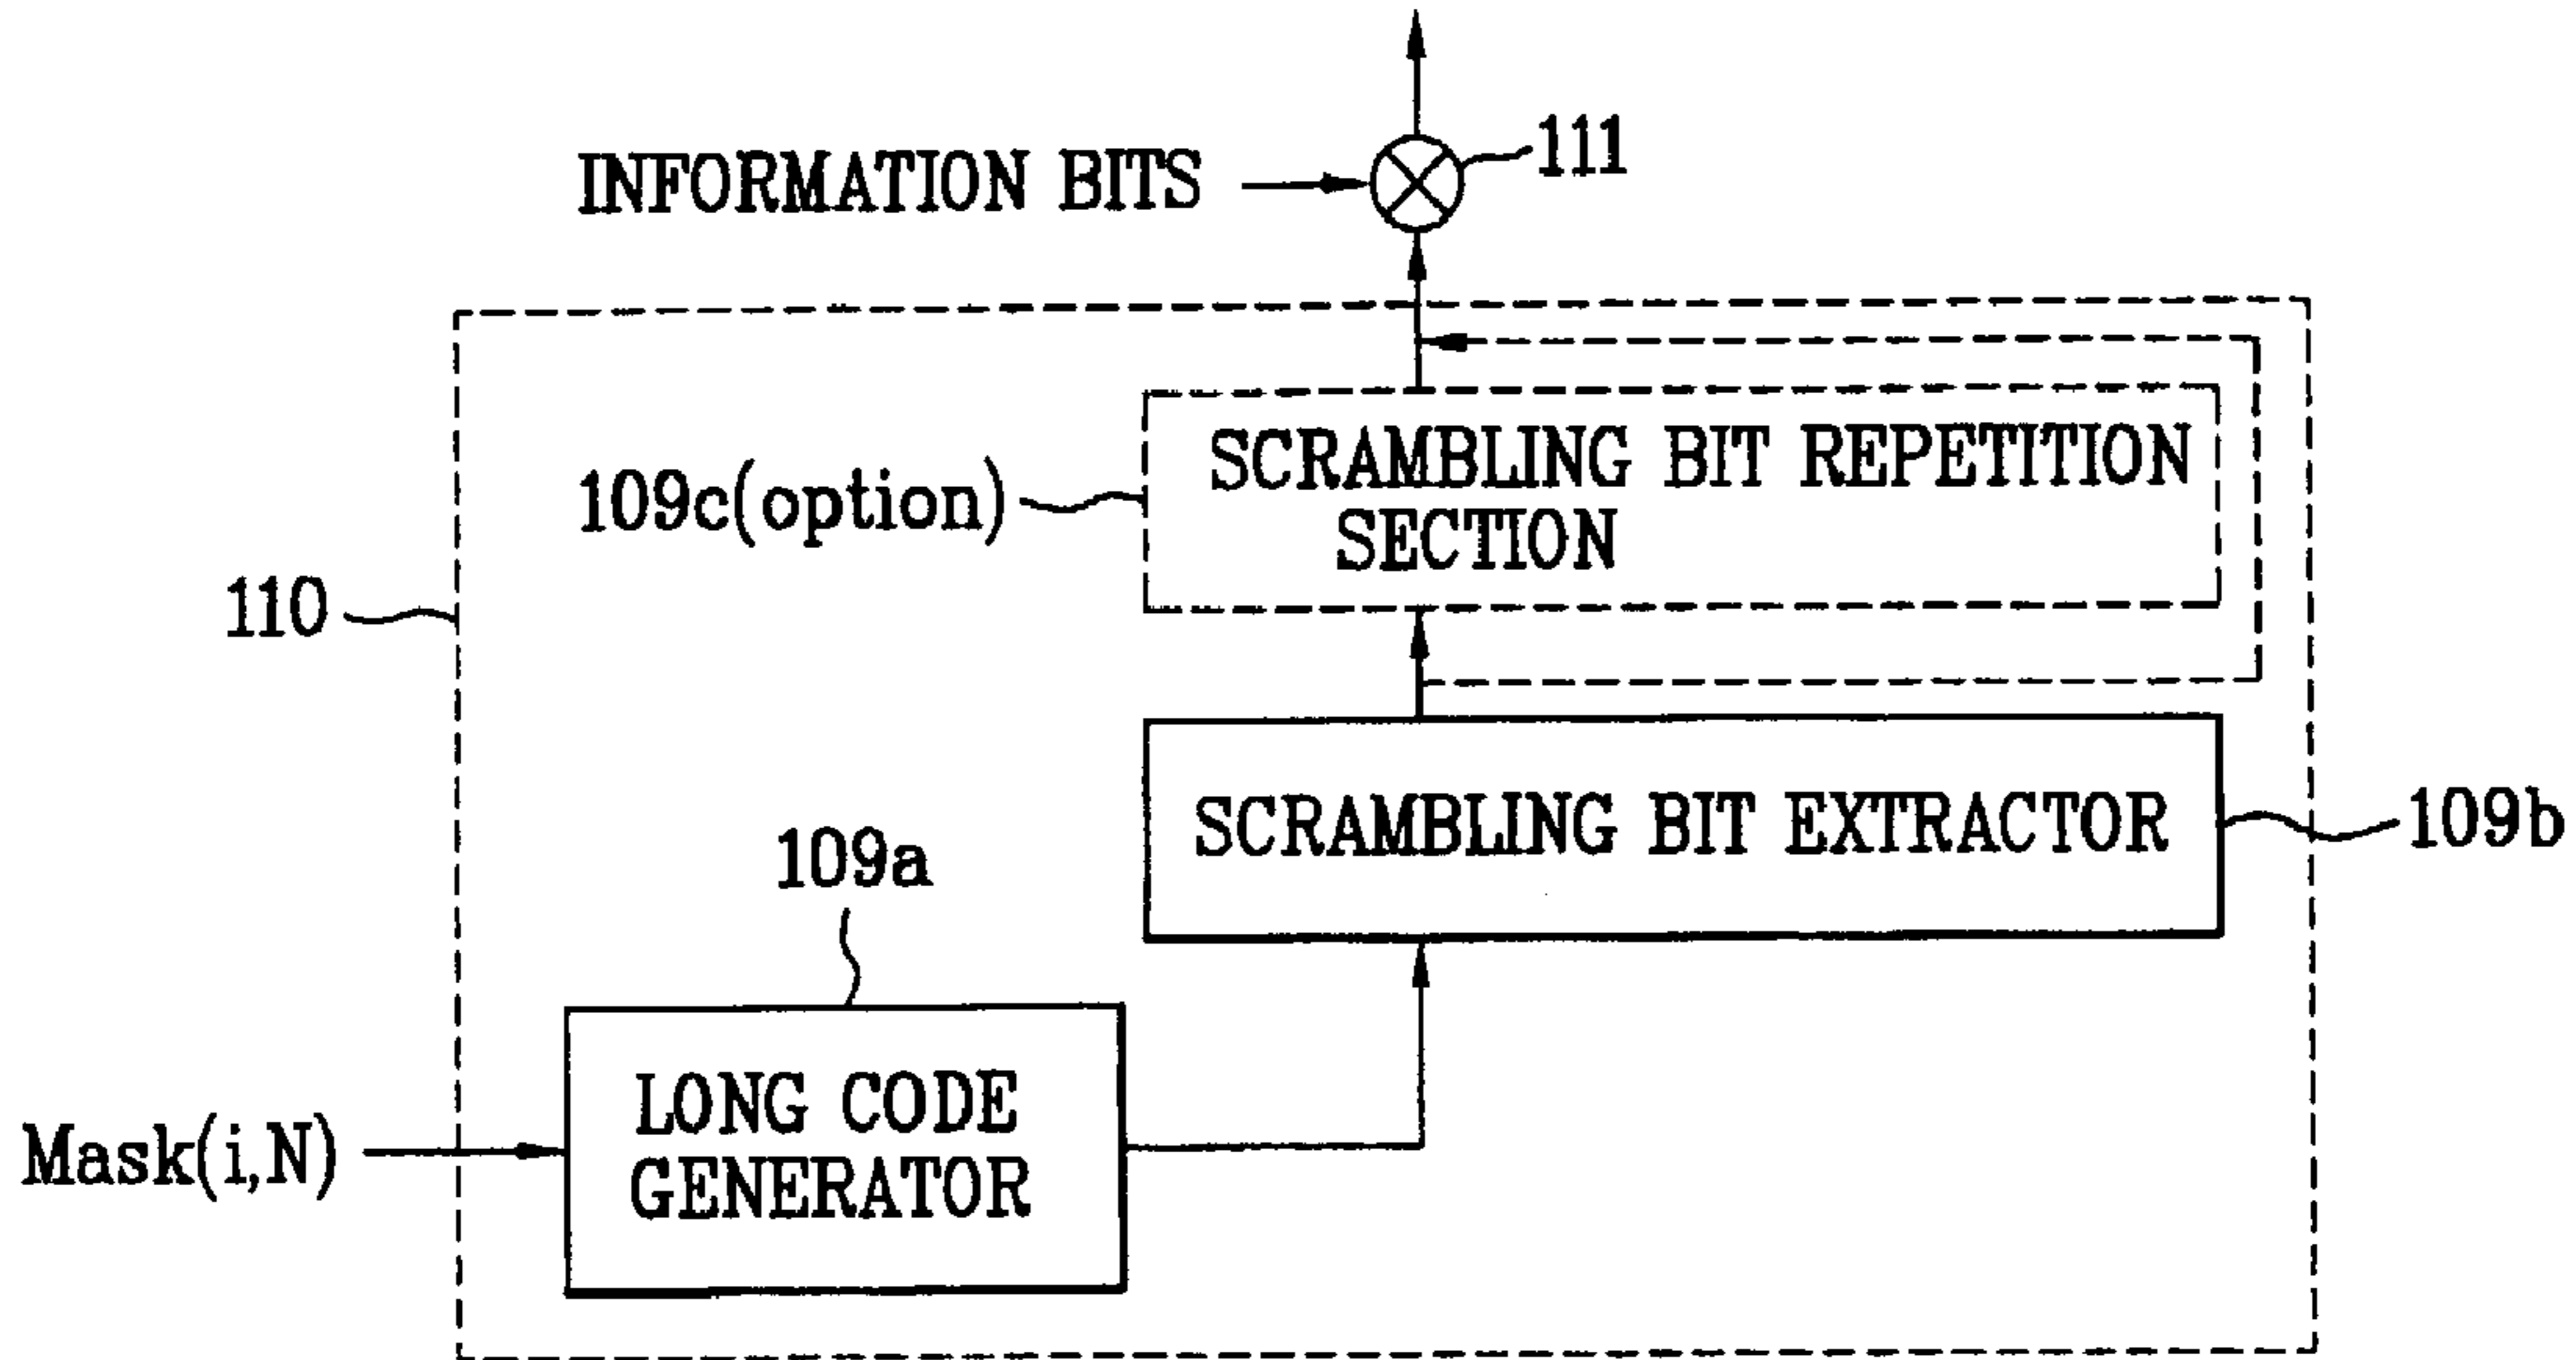 111
INFORMATION BITS
SCRAMBLING BIT REPETITION
SECTION
109c(option)
110
SCRAMBLING BIT EXTRACTOR
109b
109a
LONG CODE
GENERATOR
Mask(i,N)